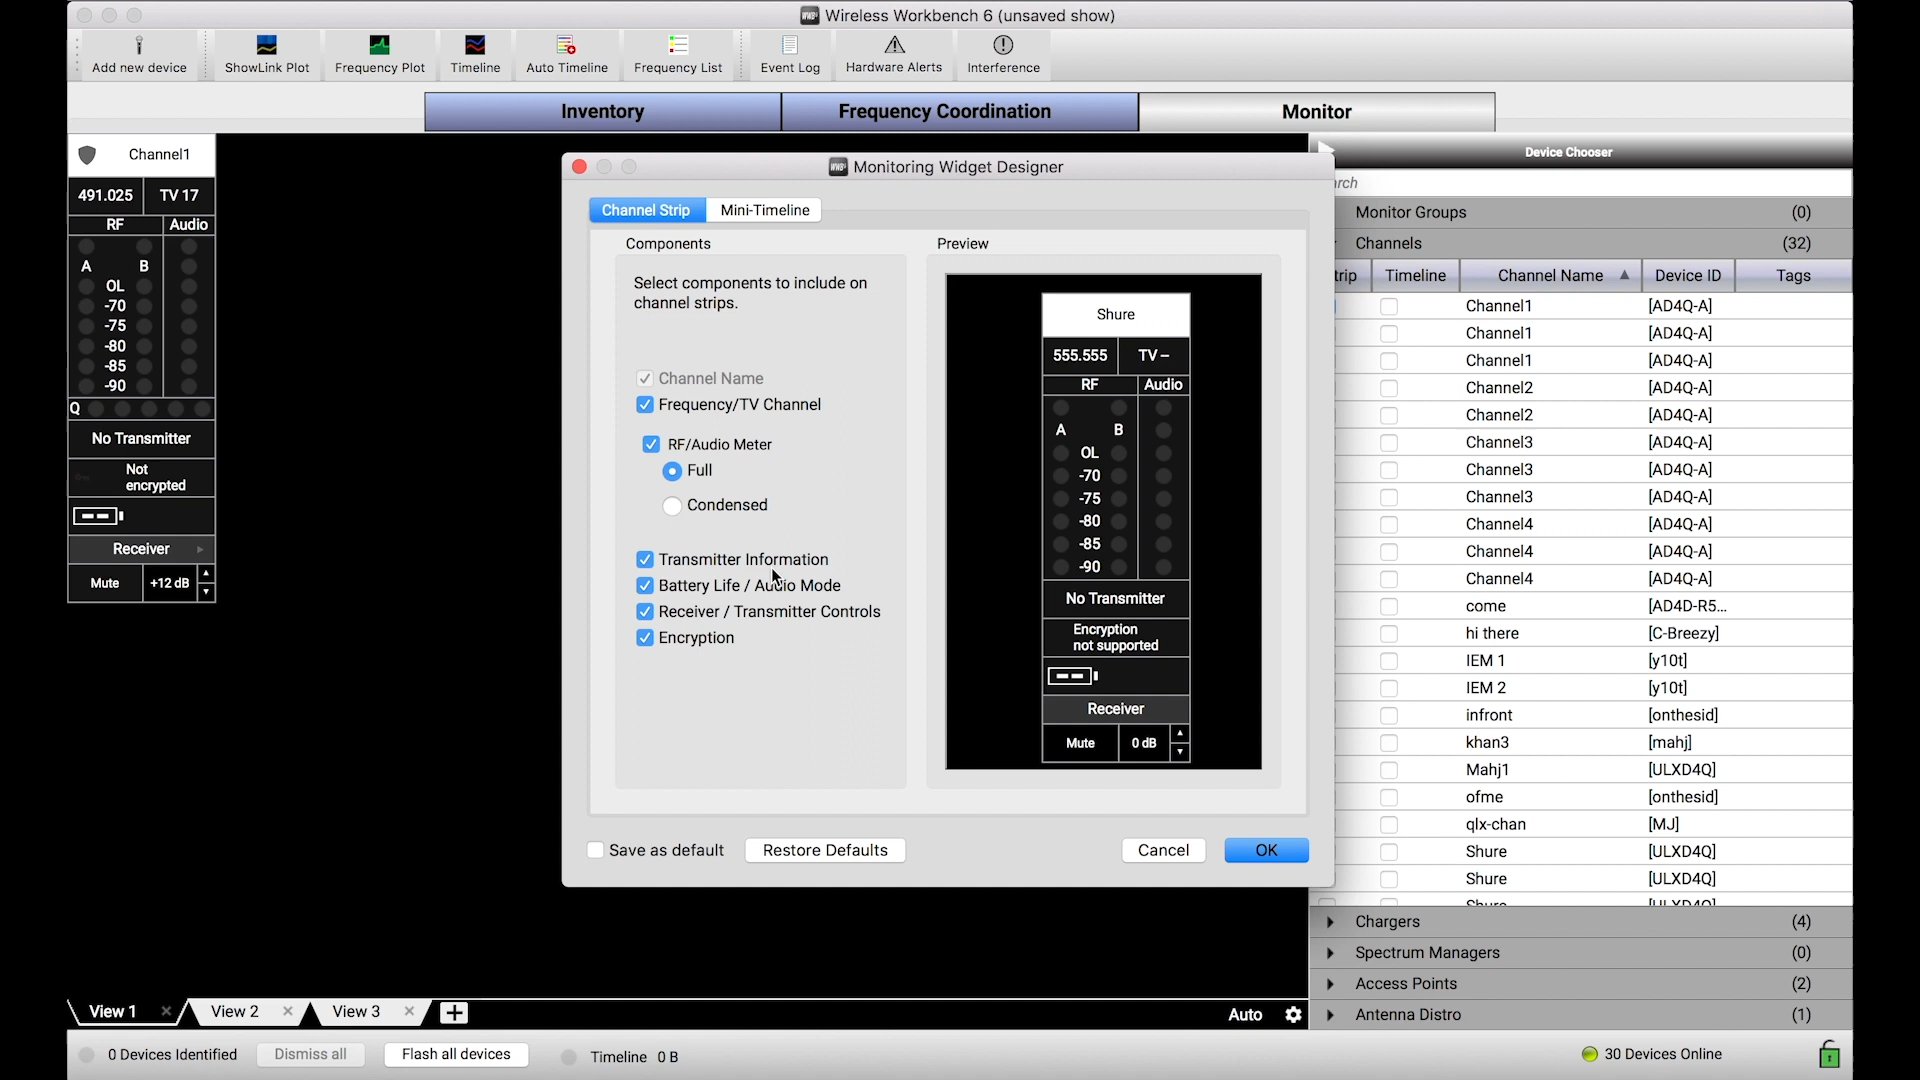 Wireless Workbench 6 (unsaved show)
Add new device
ShowLink Plot
Frequency Plot
Timeline
Auto Timeline
Frequency List
Event Log
Hardware Alerts
Interference
Inventory
Frequency Coordination
Monitor
Channel1
491.025 TV 17
RF Audio
A B
OL
-70
-75
-80
-85
-90
Q
No Transmitter
Not
encrypted
Receiver
Mute +12 dB
Monitoring Widget Designer
Channel Strip
Mini-Timeline
Components
Select components to include on
channel strips.
Channel Name
Frequency/TV Channel
RF/Audio Meter
Full
Condensed
Transmitter Information
Battery Life / Audio Mode
Receiver / Transmitter Controls
Encryption
Preview
Shure
555.555 TV –
RF Audio
A B
OL
-70
-75
-80
-85
-90
No Transmitter
Encryption
not supported
Receiver
Mute 0 dB
Save as default
Restore Defaults
Cancel
OK
Device Chooser
rch
Monitor Groups (0)
Channels (32)
trip Timeline Channel Name Device ID Tags
Channel1 [AD4Q-A]
Channel1 [AD4Q-A]
Channel1 [AD4Q-A]
Channel2 [AD4Q-A]
Channel2 [AD4Q-A]
Channel3 [AD4Q-A]
Channel3 [AD4Q-A]
Channel3 [AD4Q-A]
Channel4 [AD4Q-A]
Channel4 [AD4Q-A]
Channel4 [AD4Q-A]
come [AD4D-R5...
hi there [C-Breezy]
IEM 1 [y10t]
IEM 2 [y10t]
infront [onthesid]
khan3 [mahj]
Mahj1 [ULXD4Q]
ofme [onthesid]
qlx-chan [MJ]
Shure [ULXD4Q]
Shure [ULXD4Q]
Shure [ULXD4Q]
Chargers (4)
Spectrum Managers (0)
Access Points (2)
Antenna Distro (1)
View 1
View 2
View 3
Auto
0 Devices Identified
Dismiss all
Flash all devices
Timeline 0 B
30 Devices Online